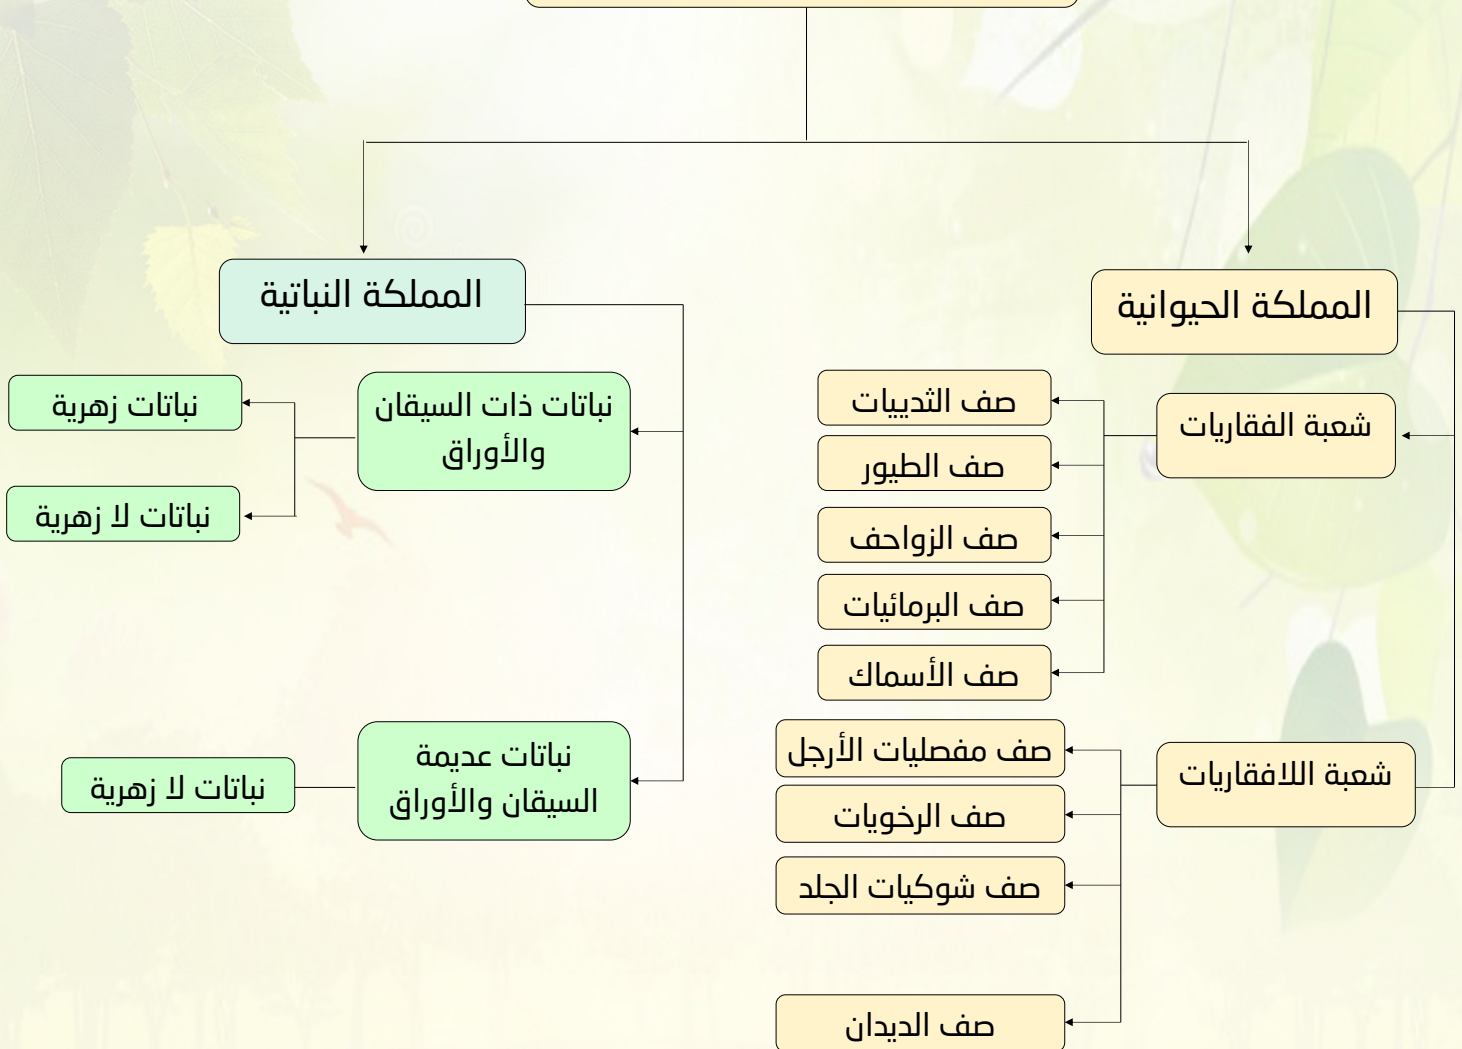 المملكة الحيوانية
شعبة الفقاريات
صف الثدييات
صف الطيور
صف الزواحف
صف البرمائيات
صف الأسماك
شعبة اللافقاريات
صف مفصليات الأرجل
صف الرخويات
صف شوكيات الجلد
صف الديدان
المملكة النباتية
نباتات ذات السيقان
والأوراق
نباتات زهرية
نباتات لا زهرية
نباتات عديمة
السيقان والأوراق
نباتات لا زهرية